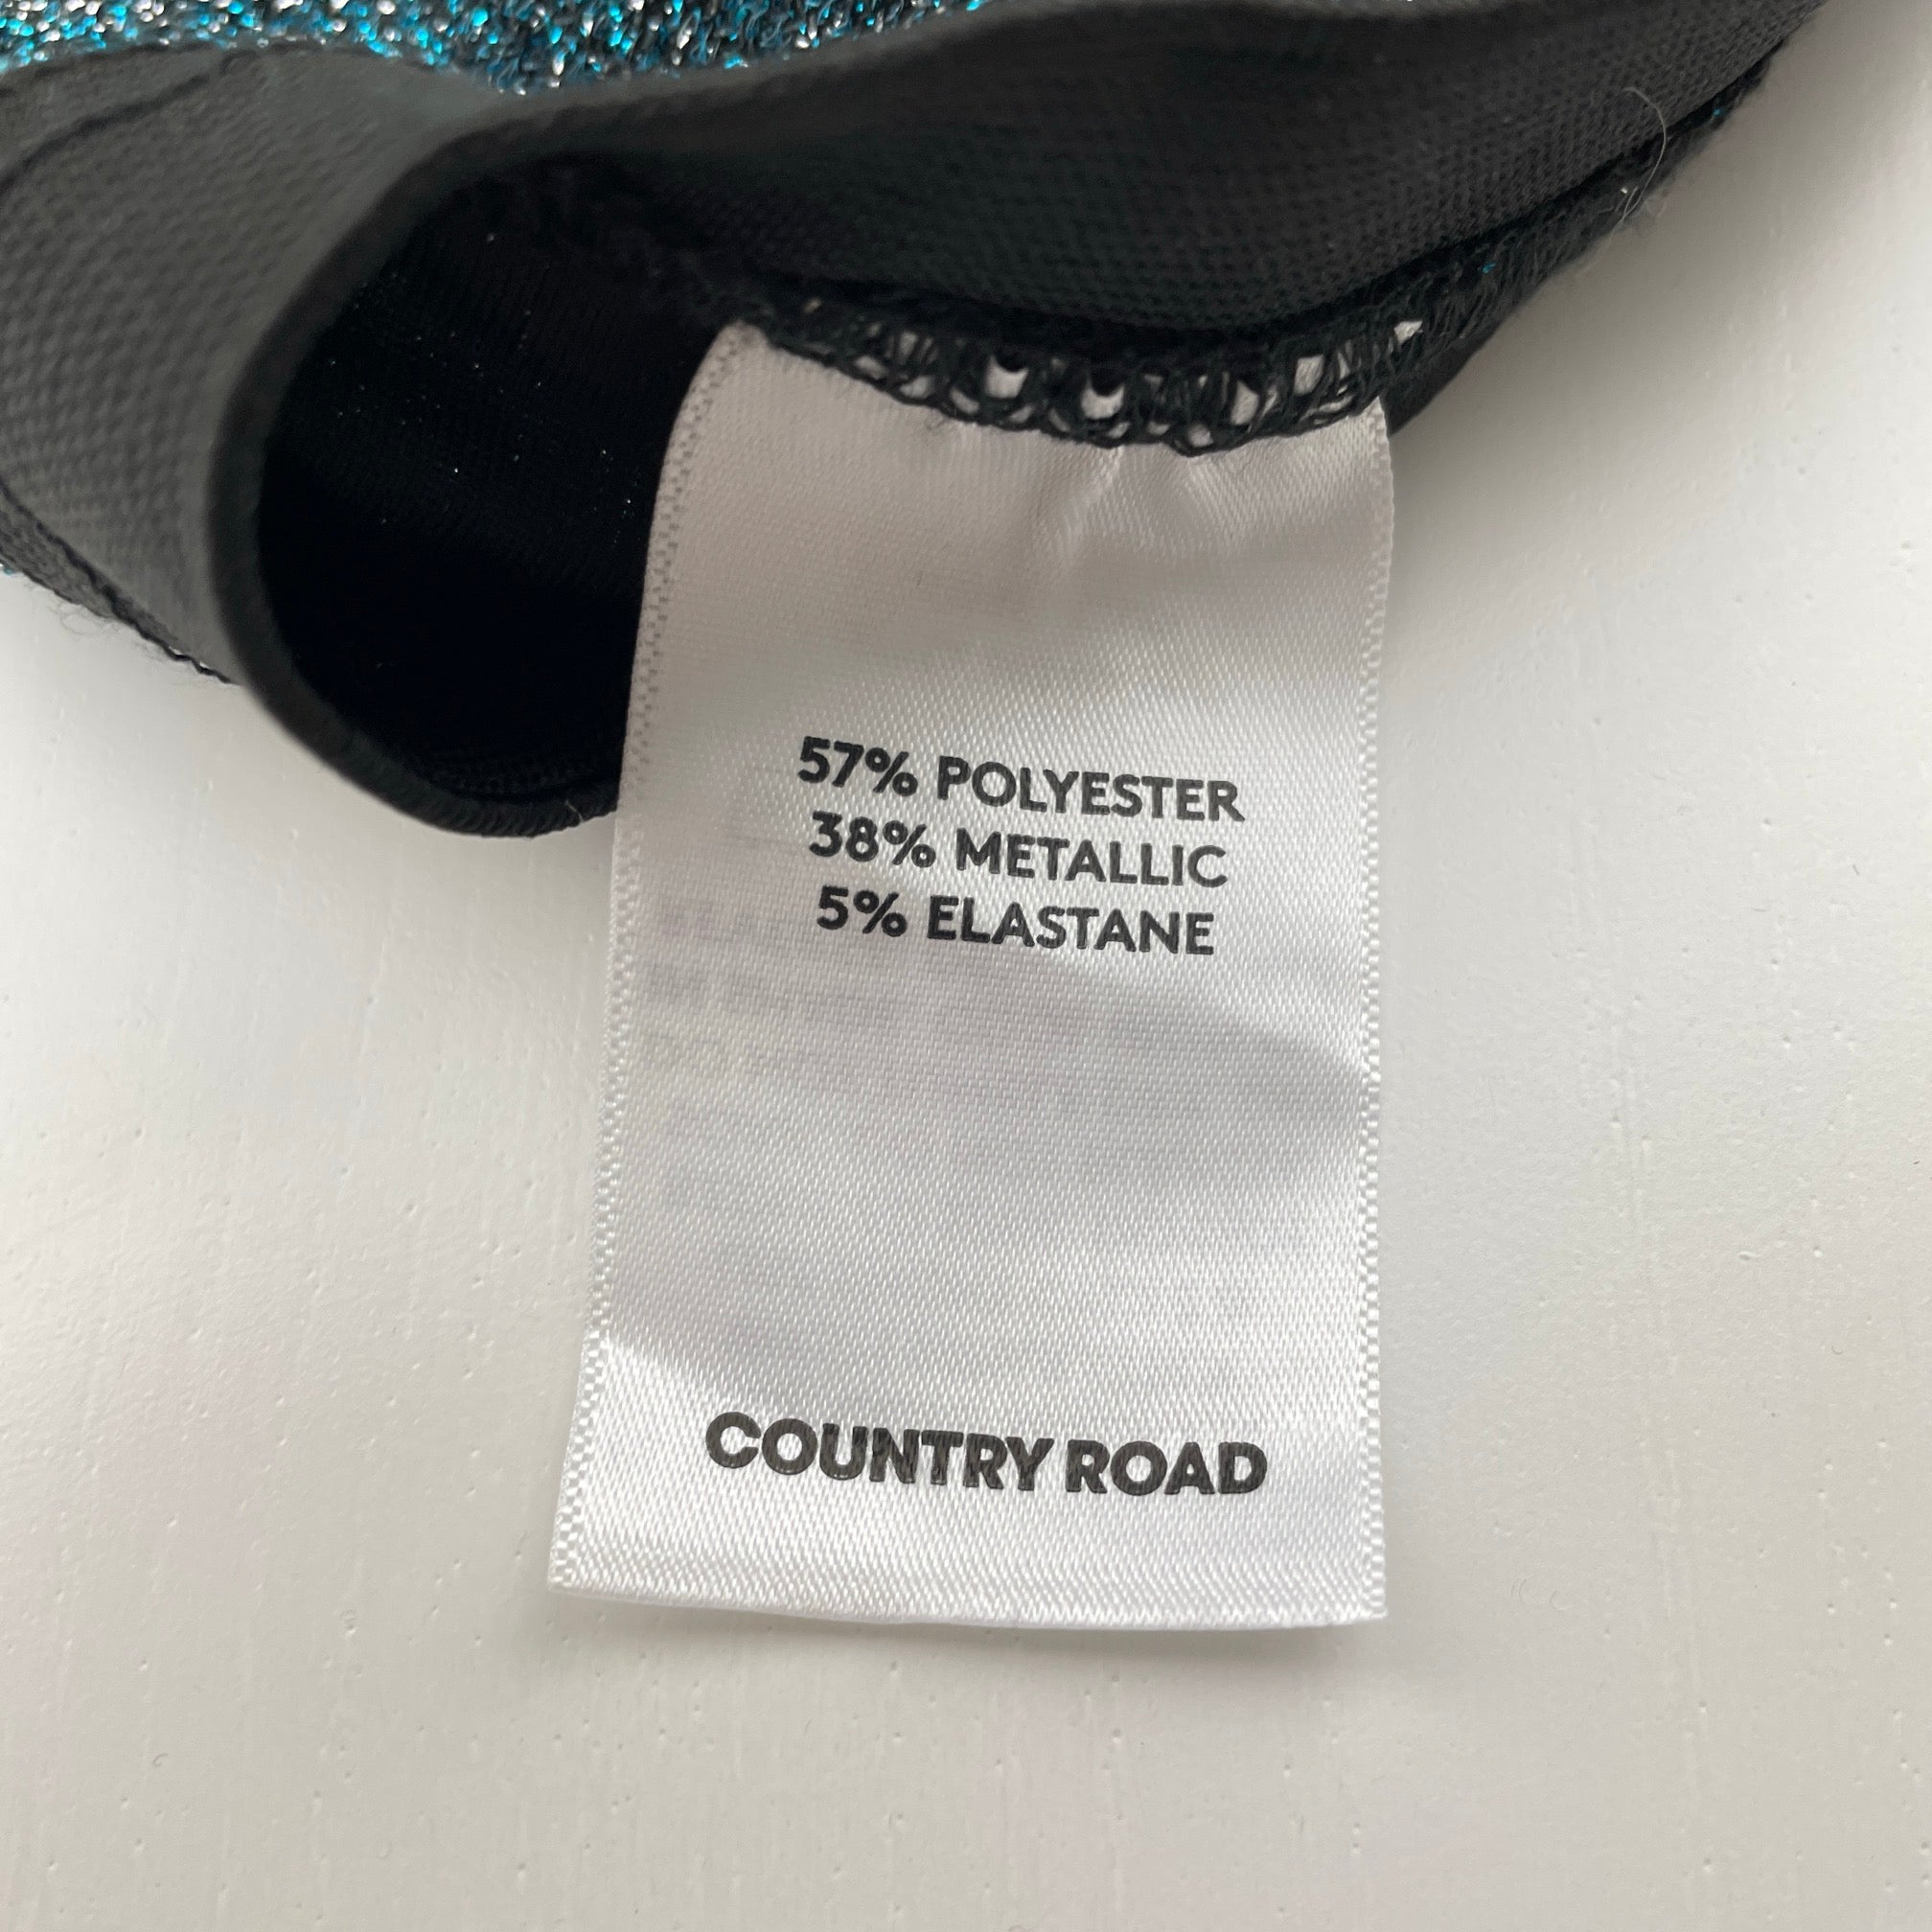 57% POLYESTER
38% METALLIC
5% ELASTANE
COUNTRY ROAD